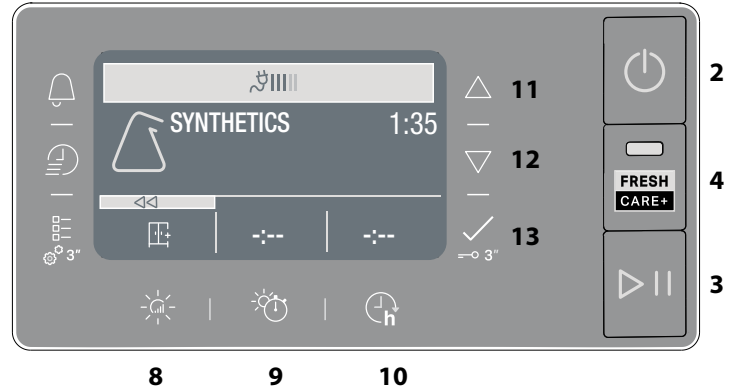 2
SYNTHETICS 1:35
11
12
FRESH
CARE+
4
-:-- -:--
3"
13
3"
3
h
8 9 10